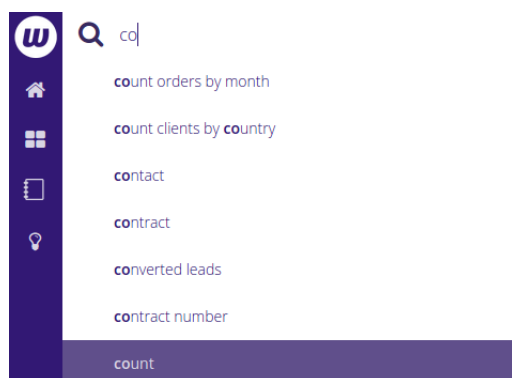 w
co
count orders by month
count clients by country
contact
contract
converted leads
contract number
count